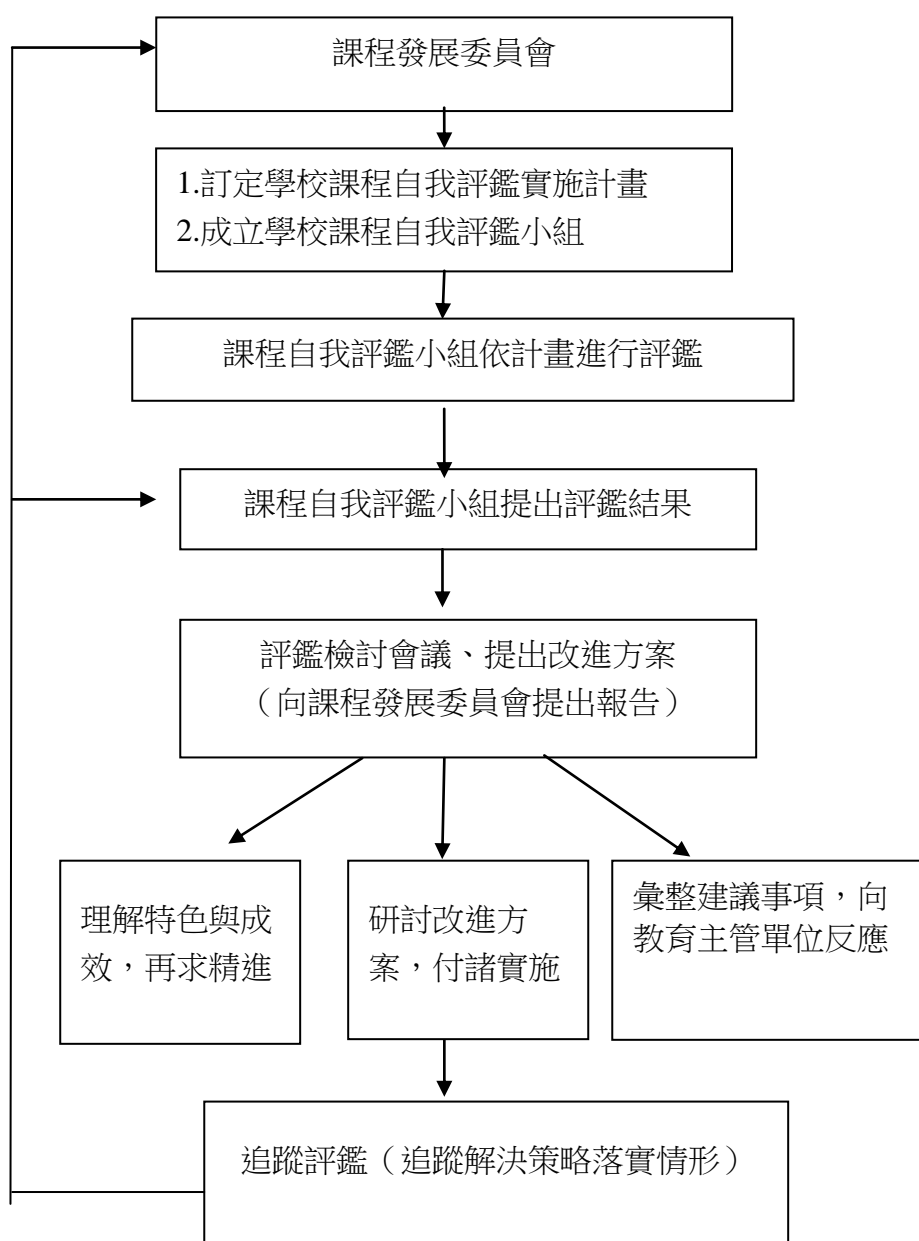 課程發展委員會
1.訂定學校課程自我評鑑實施計畫
2.成立學校課程自我評鑑小組
課程自我評鑑小組依計畫進行評鑑
課程自我評鑑小組提出評鑑結果
評鑑檢討會議、提出改進方案
（向課程發展委員會提出報告）
理解特色與成
效，再求精進
研討改進方
案，付諸實施
彙整建議事項，向
教育主管單位反應
追蹤評鑑（追蹤解決策略落實情形）